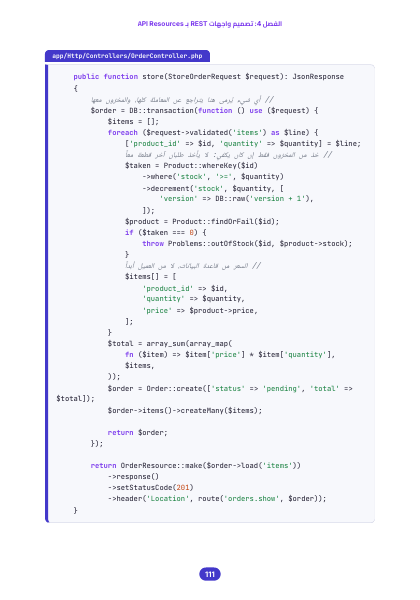 الفصل 4: تصميم واجهات REST بـ API Resources
app/Http/Controllers/OrderController.php
public function store(StoreOrderRequest $request): JsonResponse
{
// أي شيء يُرمى هنا يتراجع عن المعاملة كلها، والمخزون معها
$order = DB::transaction(function () use ($request) {
$items = [];
foreach ($request->validated('items') as $line) {
['product_id' => $id, 'quantity' => $quantity] = $line;
// خذ من المخزون فقط إن كان يكفي: لا يأخذ طلبان آخر قطعة معاً
$taken = Product::whereKey($id)
->where('stock', '>=', $quantity)
->decrement('stock', $quantity, [
'version' => DB::raw('version + 1'),
]);
$product = Product::findOrFail($id);
if ($taken === 0) {
throw Problems::outOfStock($id, $product->stock);
}
// السعر من قاعدة البيانات، لا من العميل أبداً
$items[] = [
'product_id' => $id,
'quantity' => $quantity,
'price' => $product->price,
];
}
$total = array_sum(array_map(
fn ($item) => $item['price'] * $item['quantity'],
$items,
));
$order = Order::create(['status' => 'pending', 'total' =>
$total]);
$order->items()->createMany($items);
return $order;
});
return OrderResource::make($order->load('items'))
->response()
->setStatusCode(201)
->header('Location', route('orders.show', $order));
}
111